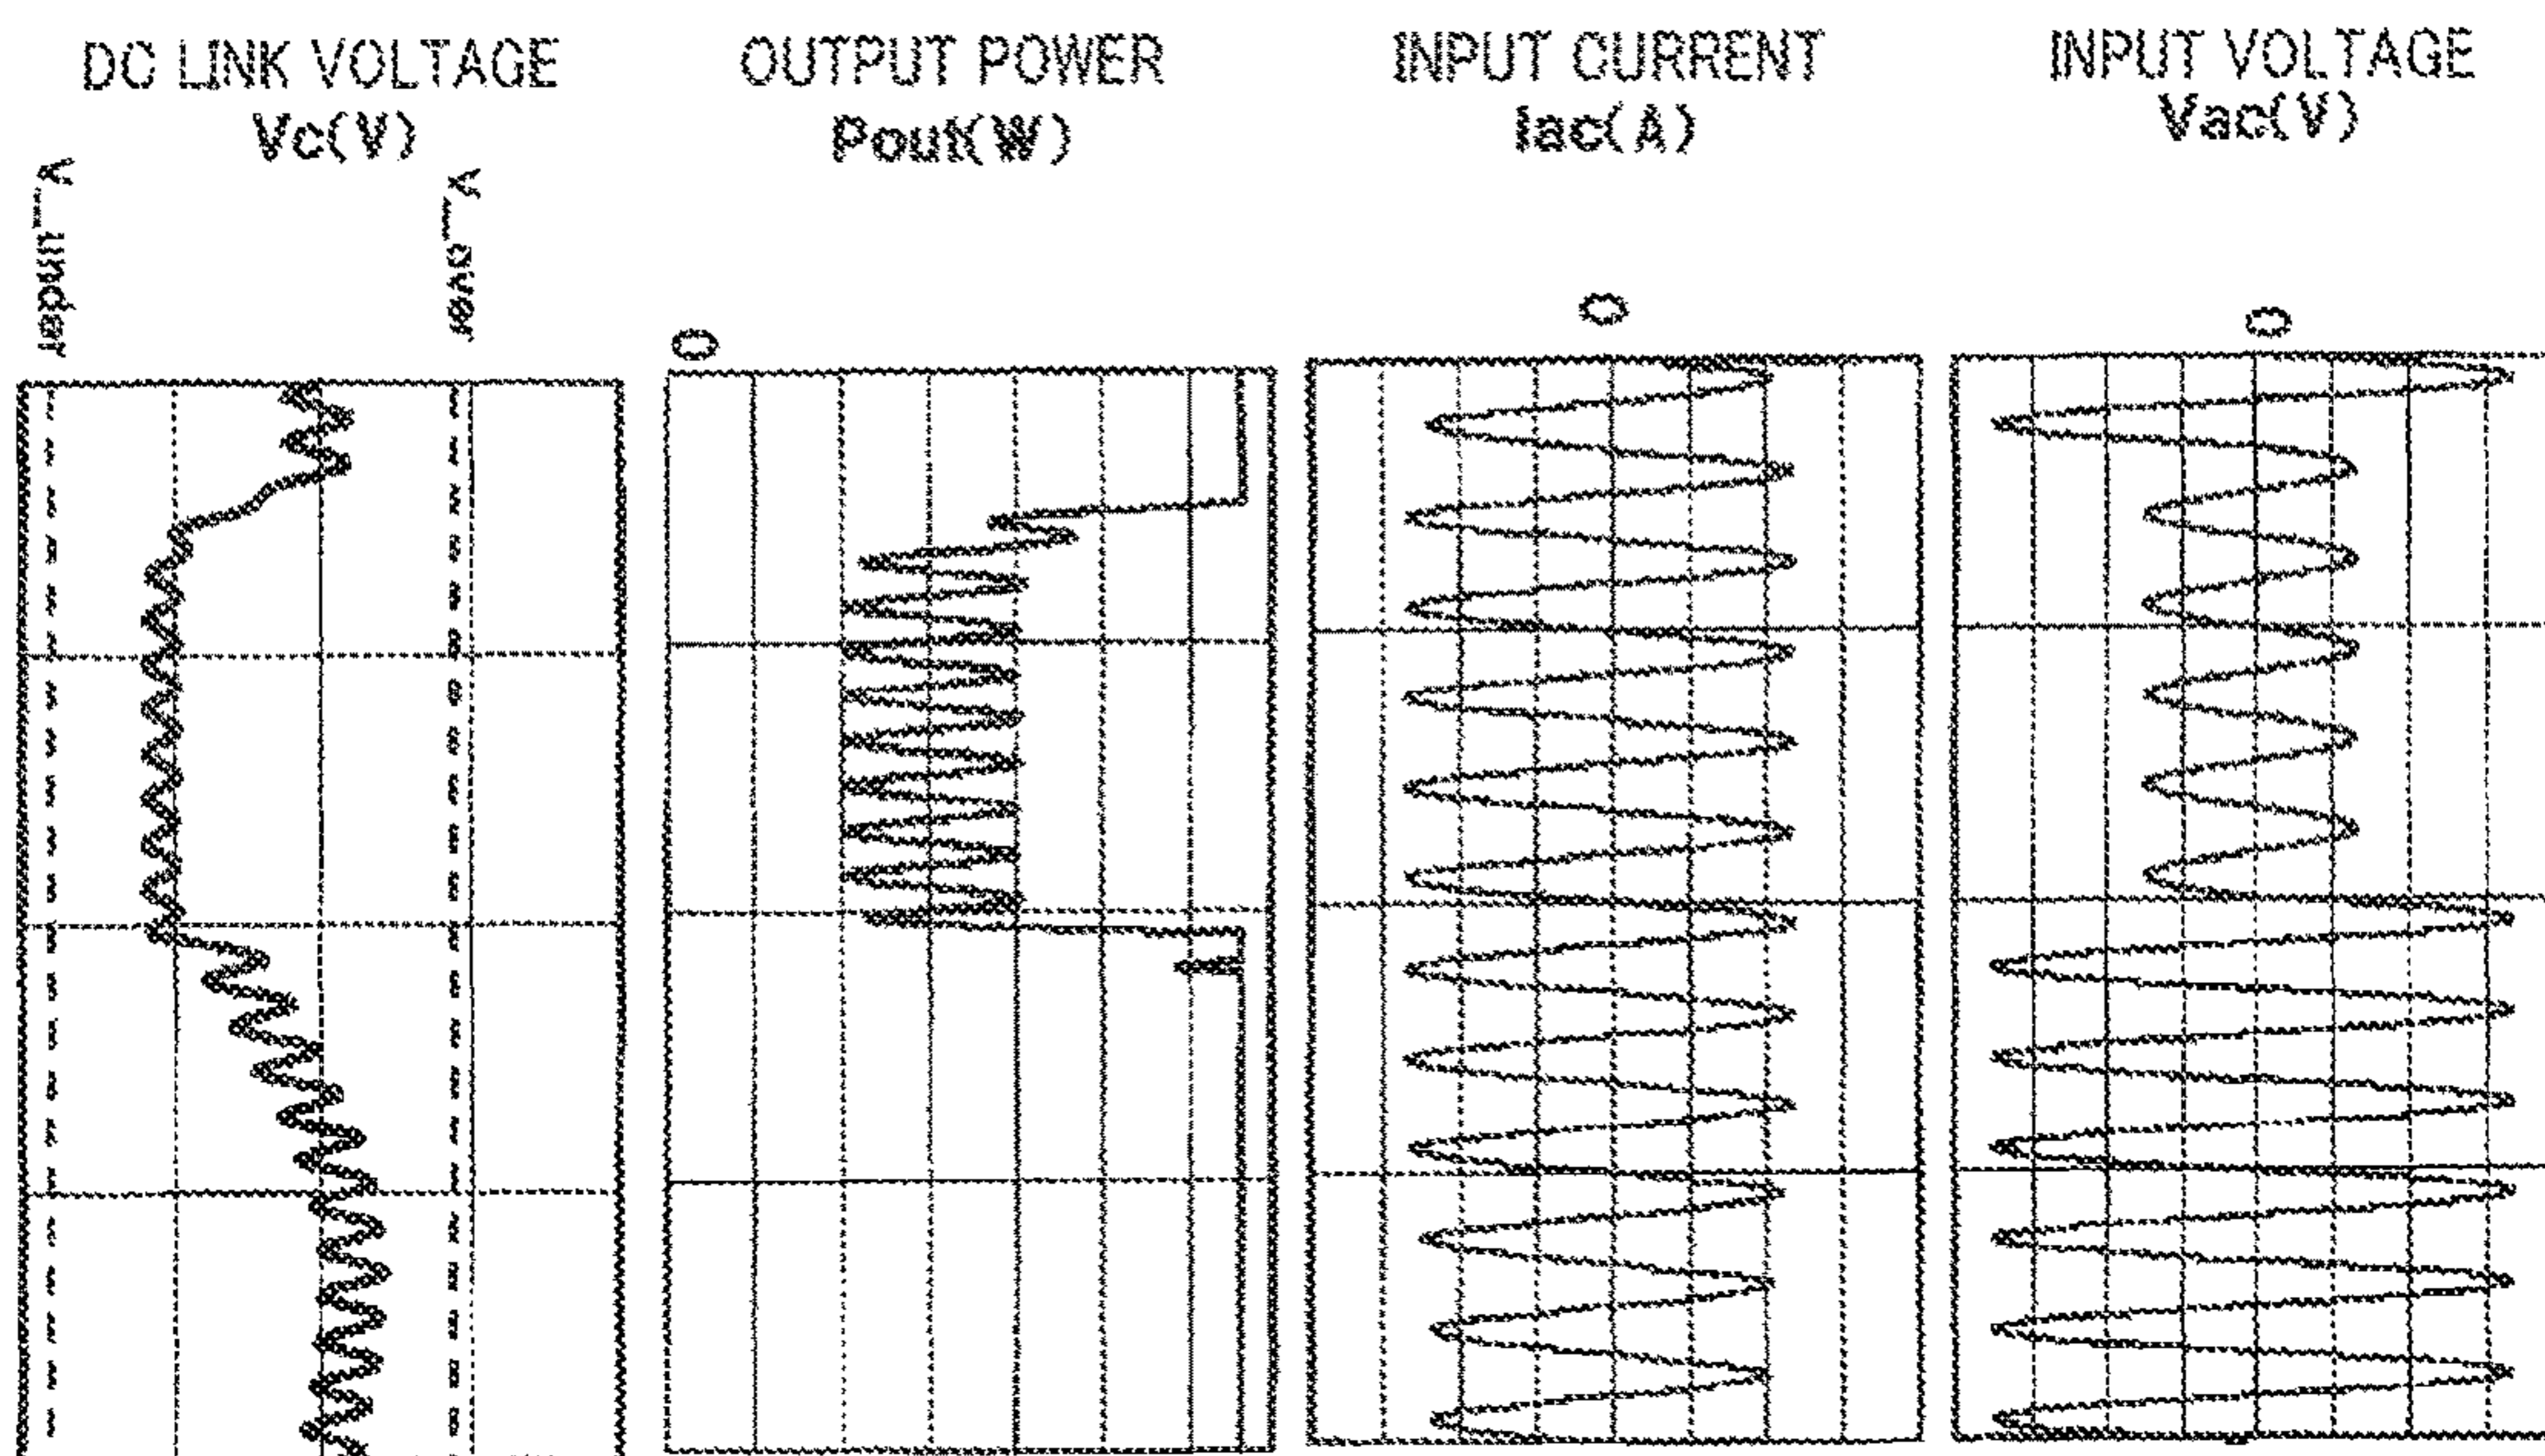 DC LINK VOLTAGE
Vc(V)
V_under
V_over
OUTPUT POWER
Pout(W)
0
INPUT CURRENT
Iac(A)
0
INPUT VOLTAGE
Vac(V)
0